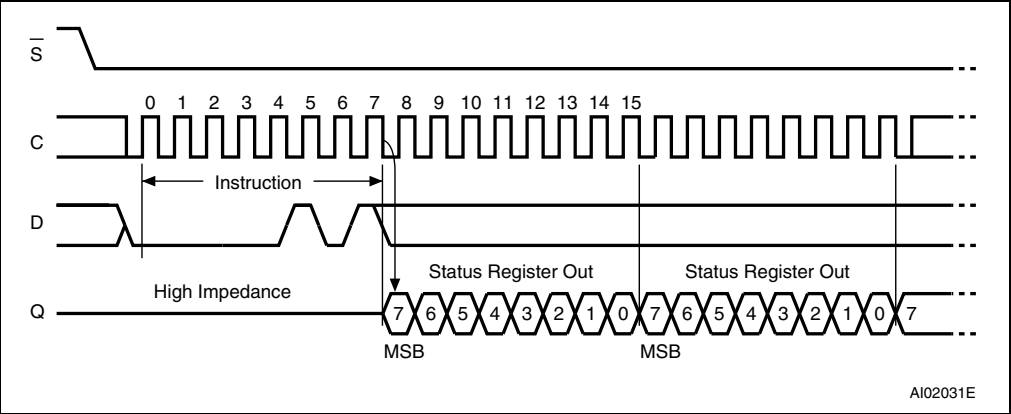 S
0 1 2 3 4 5 6 7 8 9 10 11 12 13 14 15
C
Instruction
D
Status Register Out Status Register Out
High Impedance
Q 7 6 5 4 3 2 1 0 7 6 5 4 3 2 1 0 7
MSB MSB
AI02031E